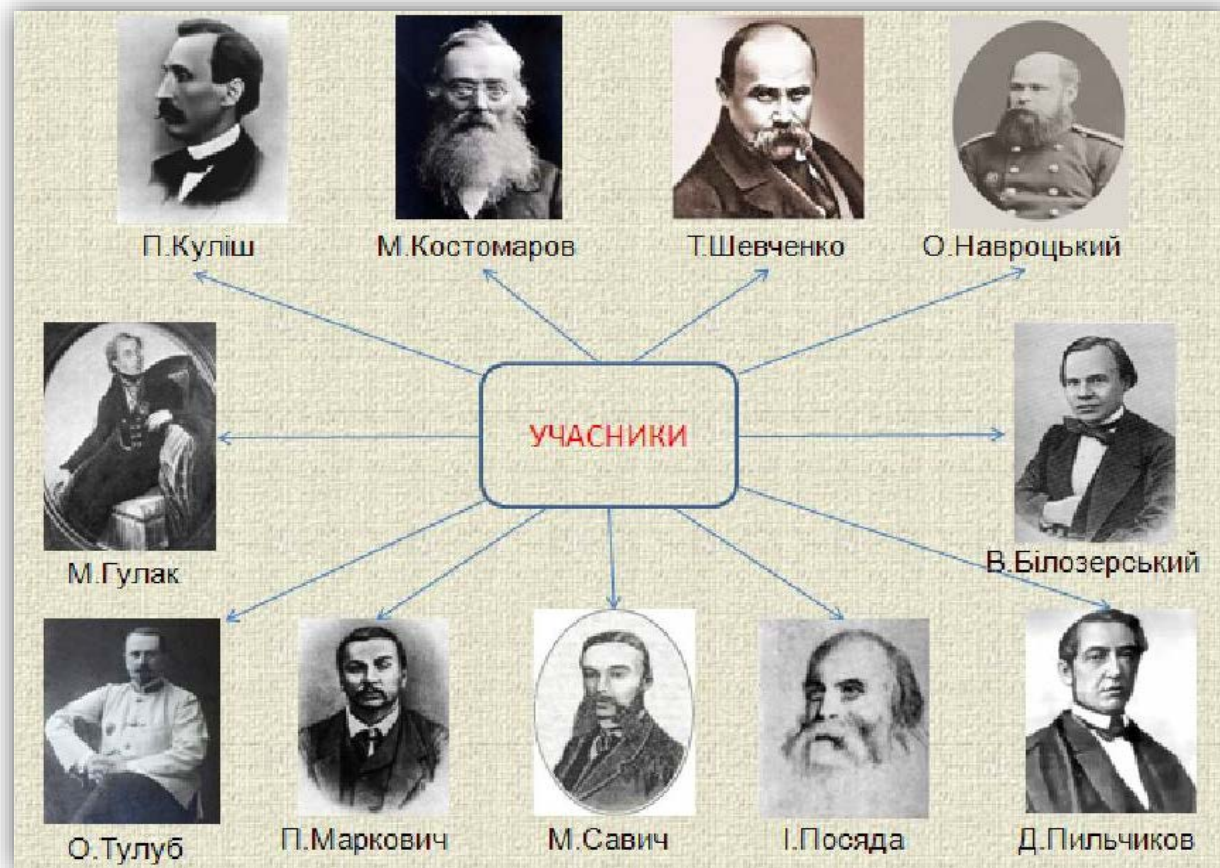 П.Куліш
М.Костомаров
Т.Шевченко
О.Навроцький
УЧАСНИКИ
М.Гулак
В.Білозерський
О.Тулуб
П.Маркович
М.Савич
І.Посяда
Д.Пильчиков